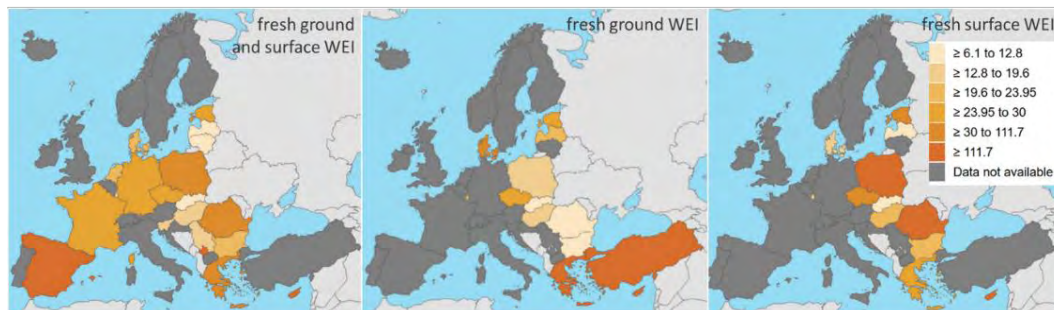 fresh ground
and surface WEI
fresh ground WEI
fresh surface WEI
≥ 6.1 to 12.8
≥ 12.8 to 19.6
≥ 19.6 to 23.95
≥ 23.95 to 30
≥ 30 to 111.7
≥ 111.7
Data not available